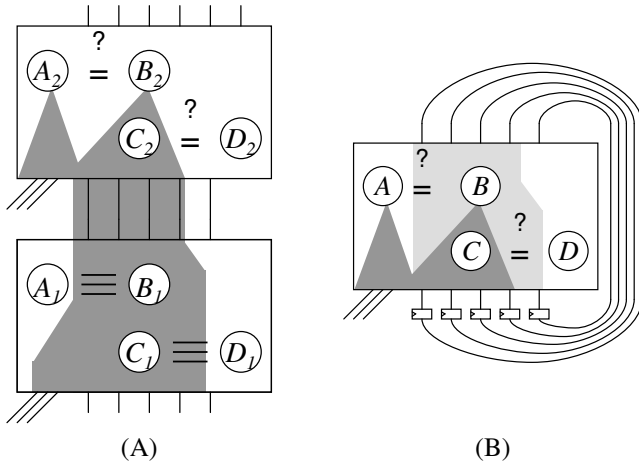 ?
A2 = B2
?
C2 = D2
A1 ≡ B1
C1 ≡ D1
(A)
?
A = B
?
C = D
(B)